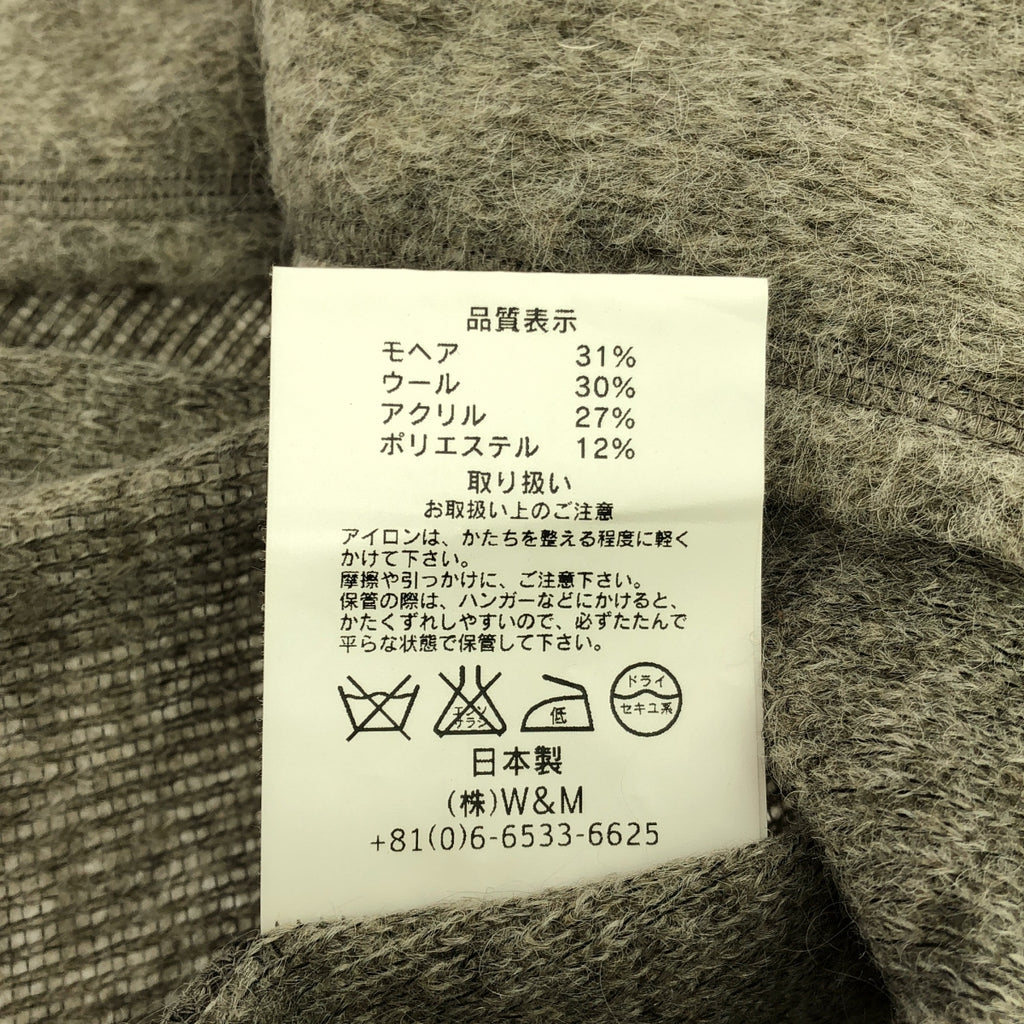 品質表示
モヘア 31%
ウール 30%
アクリル 27%
ポリエステル 12%
取り扱い
お取扱い上のご注意
アイロンは、かたちを整える程度に軽く
かけて下さい。
摩擦や引っかけに、ご注意下さい。
保管の際は、ハンガーなどにかけると、
かたくずれしやすいので、必ずたたんで
平らな状態で保管して下さい。
エンソ
サラシ
低
ドライ
セキユ系
日本製
(株)W&M
+81(0)6-6533-6625